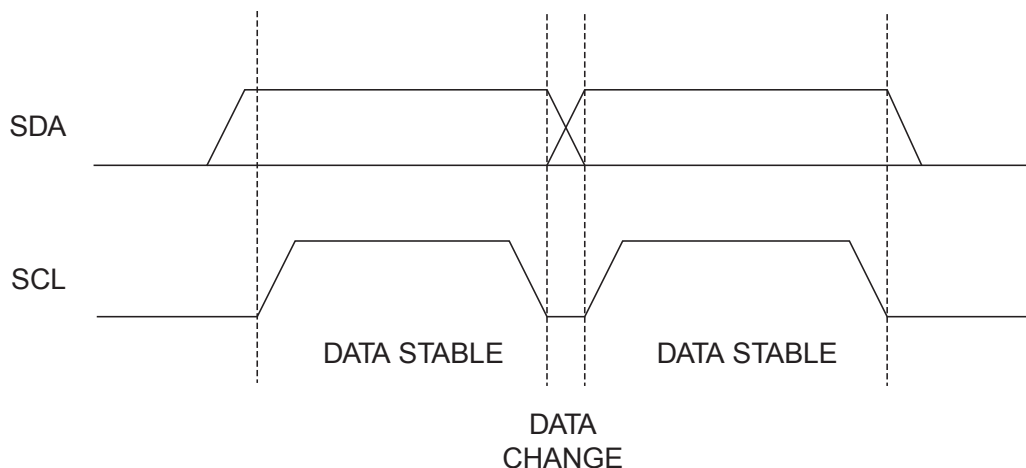 SDA
SCL
DATA STABLE
DATA STABLE
DATA
CHANGE